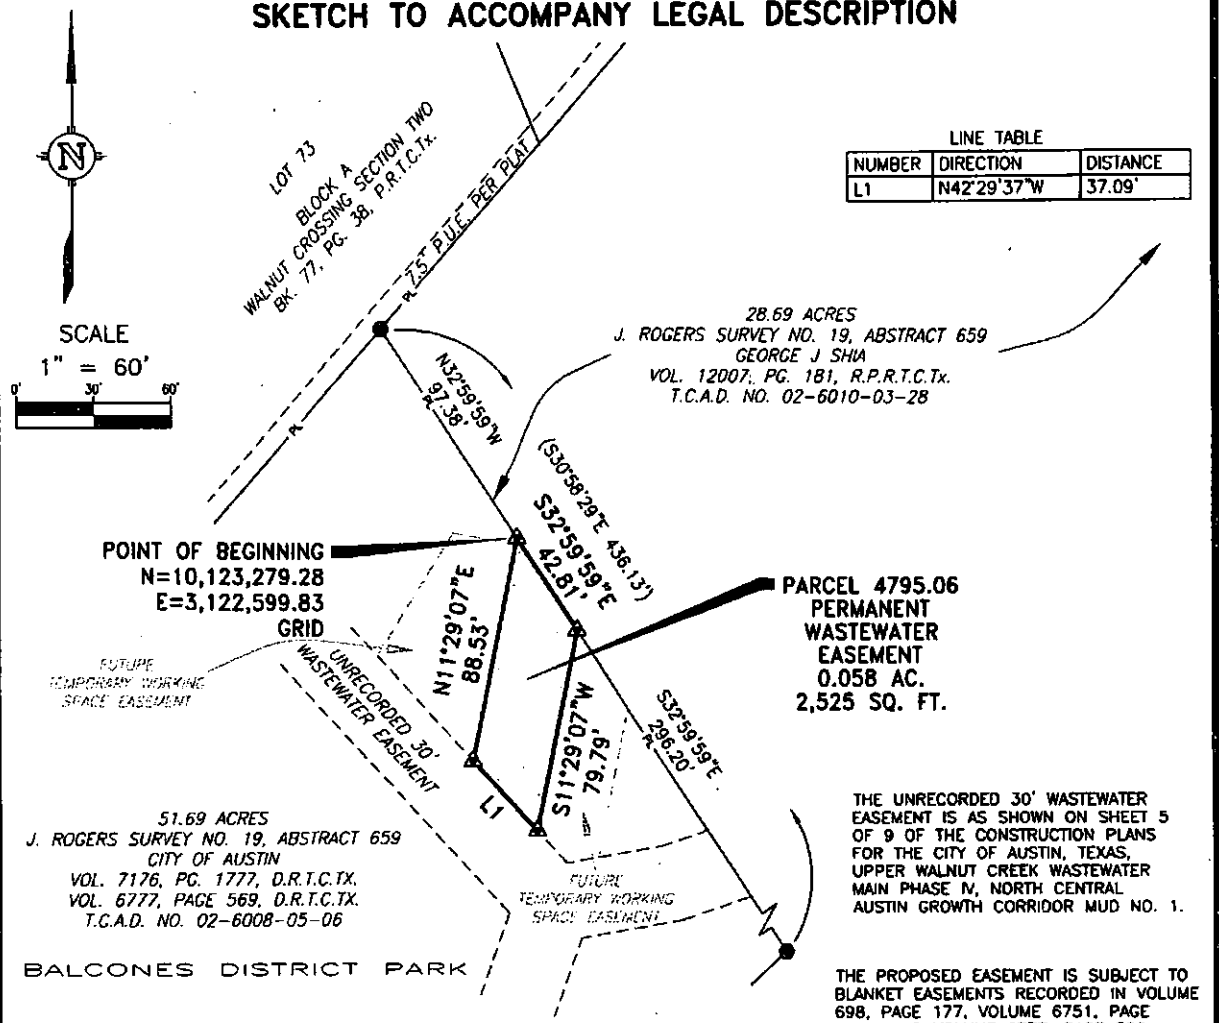 SKETCH TO ACCOMPANY LEGAL DESCRIPTION
N
SCALE
1" = 60'
0' 30' 60'
LOT 73
BLOCK A
WALNUT CROSSING SECTION TWO
BK. 77, PG. 38, P.R.T.C.Tx.
7.5' P.U.E. PER PLAT
PL
PL
LINE TABLE
NUMBER DIRECTION DISTANCE
L1 N42°29'37"W 37.09'
28.69 ACRES
J. ROGERS SURVEY NO. 19, ABSTRACT 659
GEORGE J SHIA
VOL. 12007, PG. 181, R.P.R.T.C.Tx.
T.C.A.D. NO. 02-6010-03-28
N32°59'59"W
97.38'
PL
(S30°58'29"E 436.13')
S32°59'59"E
42.81'
POINT OF BEGINNING
N=10,123,279.28
E=3,122,599.83
GRID
PARCEL 4795.06
PERMANENT
WASTEWATER
EASEMENT
0.058 AC.
2,525 SQ. FT.
FUTURE
TEMPORARY WORKING
SPACE EASEMENT
UNRECORDED 30'
WASTEWATER EASEMENT
N11°29'07"E
88.53'
S11°29'07"W
79.79'
L1
S32°59'59"E
296.20'
PL
51.69 ACRES
J. ROGERS SURVEY NO. 19, ABSTRACT 659
CITY OF AUSTIN
VOL. 7176, PG. 1777, D.R.T.C.TX.
VOL. 6777, PAGE 569, D.R.T.C.TX.
T.C.A.D. NO. 02-6008-05-06
FUTURE
TEMPORARY WORKING
SPACE EASEMENT
BALCONES DISTRICT PARK
THE UNRECORDED 30' WASTEWATER
EASEMENT IS AS SHOWN ON SHEET 5
OF 9 OF THE CONSTRUCTION PLANS
FOR THE CITY OF AUSTIN, TEXAS,
UPPER WALNUT CREEK WASTEWATER
MAIN PHASE IV, NORTH CENTRAL
AUSTIN GROWTH CORRIDOR MUD NO. 1.
THE PROPOSED EASEMENT IS SUBJECT TO
BLANKET EASEMENTS RECORDED IN VOLUME
698, PAGE 177, VOLUME 6751, PAGE